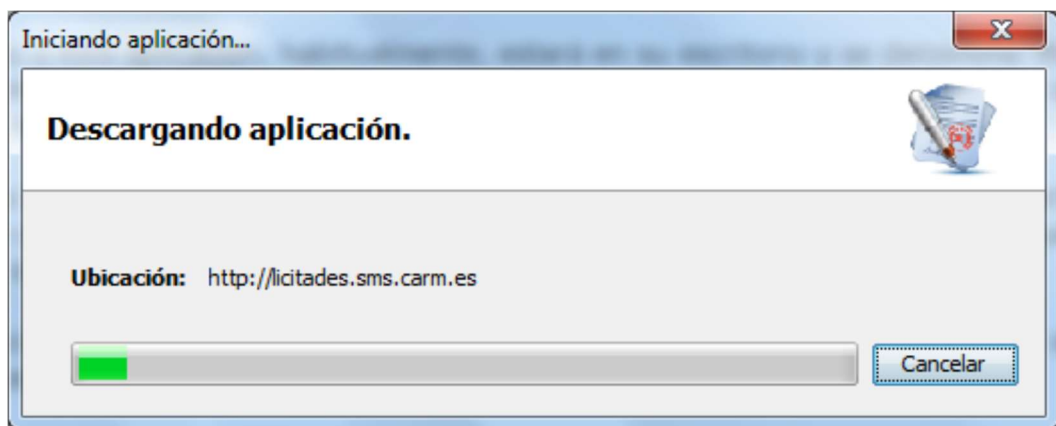 Iniciando aplicación...
Descargando aplicación.
Ubicación: http://licitades.sms.carm.es
Cancelar